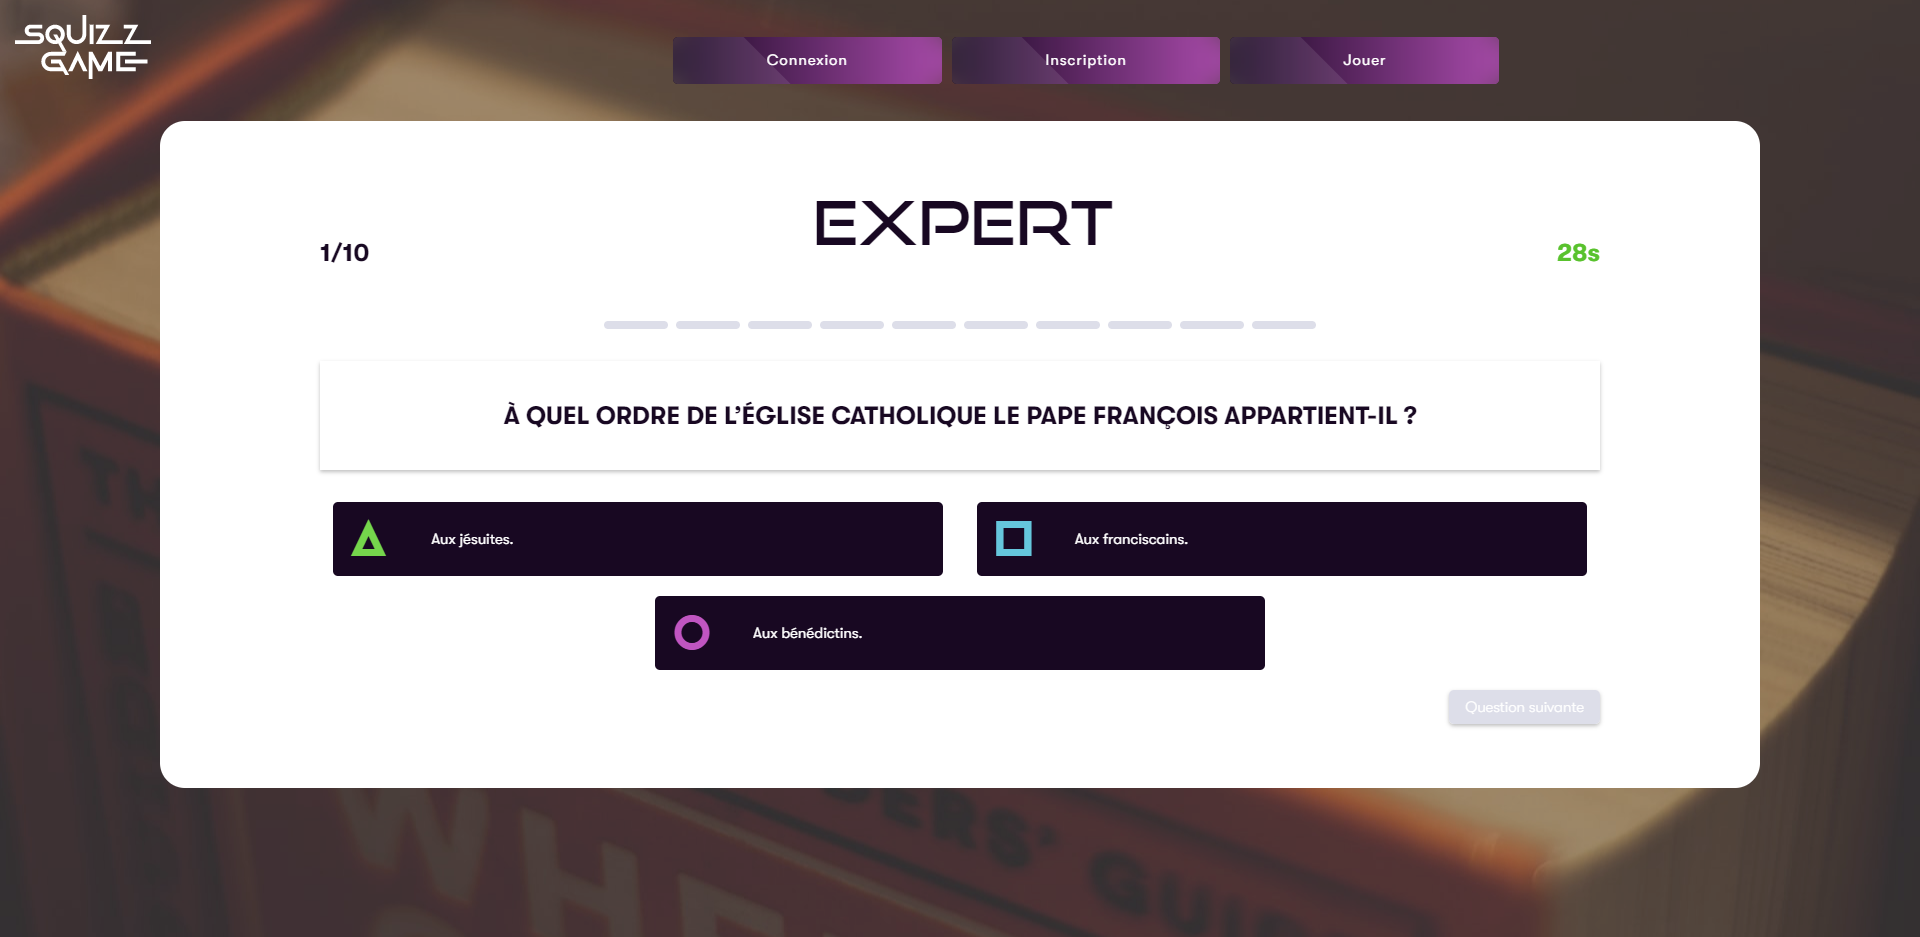 SQUIZZ
GAME
Connexion
Inscription
Jouer
EXPERT
1/10
28s
À QUEL ORDRE DE L’ÉGLISE CATHOLIQUE LE PAPE FRANÇOIS APPARTIENT-IL ?
Aux jésuites.
Aux franciscains.
Aux bénédictins.
Question suivante